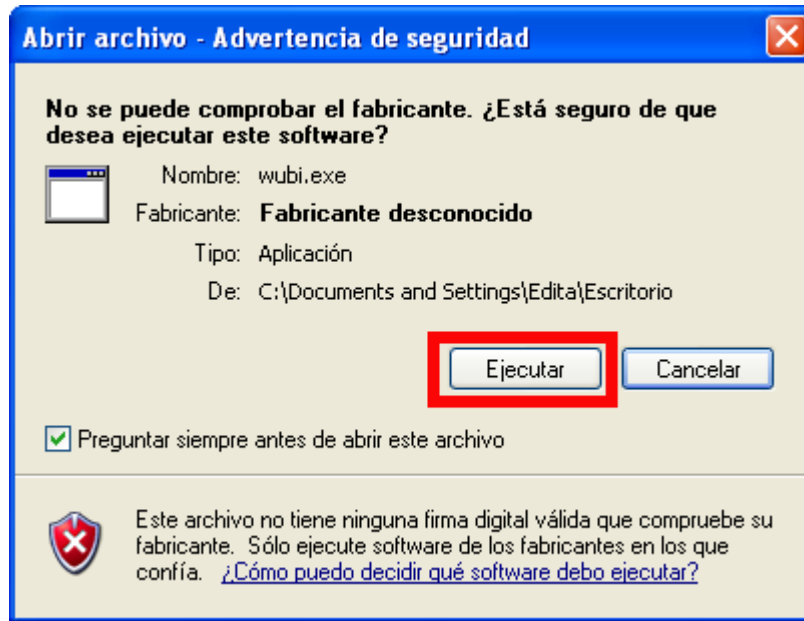 Abrir archivo - Advertencia de seguridad
No se puede comprobar el fabricante. ¿Está seguro de que
desea ejecutar este software?
Nombre: wubi.exe
Fabricante: Fabricante desconocido
Tipo: Aplicación
De: C:\Documents and Settings\Edita\Escritorio
Ejecutar Cancelar
Preguntar siempre antes de abrir este archivo
Este archivo no tiene ninguna firma digital válida que compruebe su
fabricante. Sólo ejecute software de los fabricantes en los que
confía. ¿Cómo puedo decidir qué software debo ejecutar?